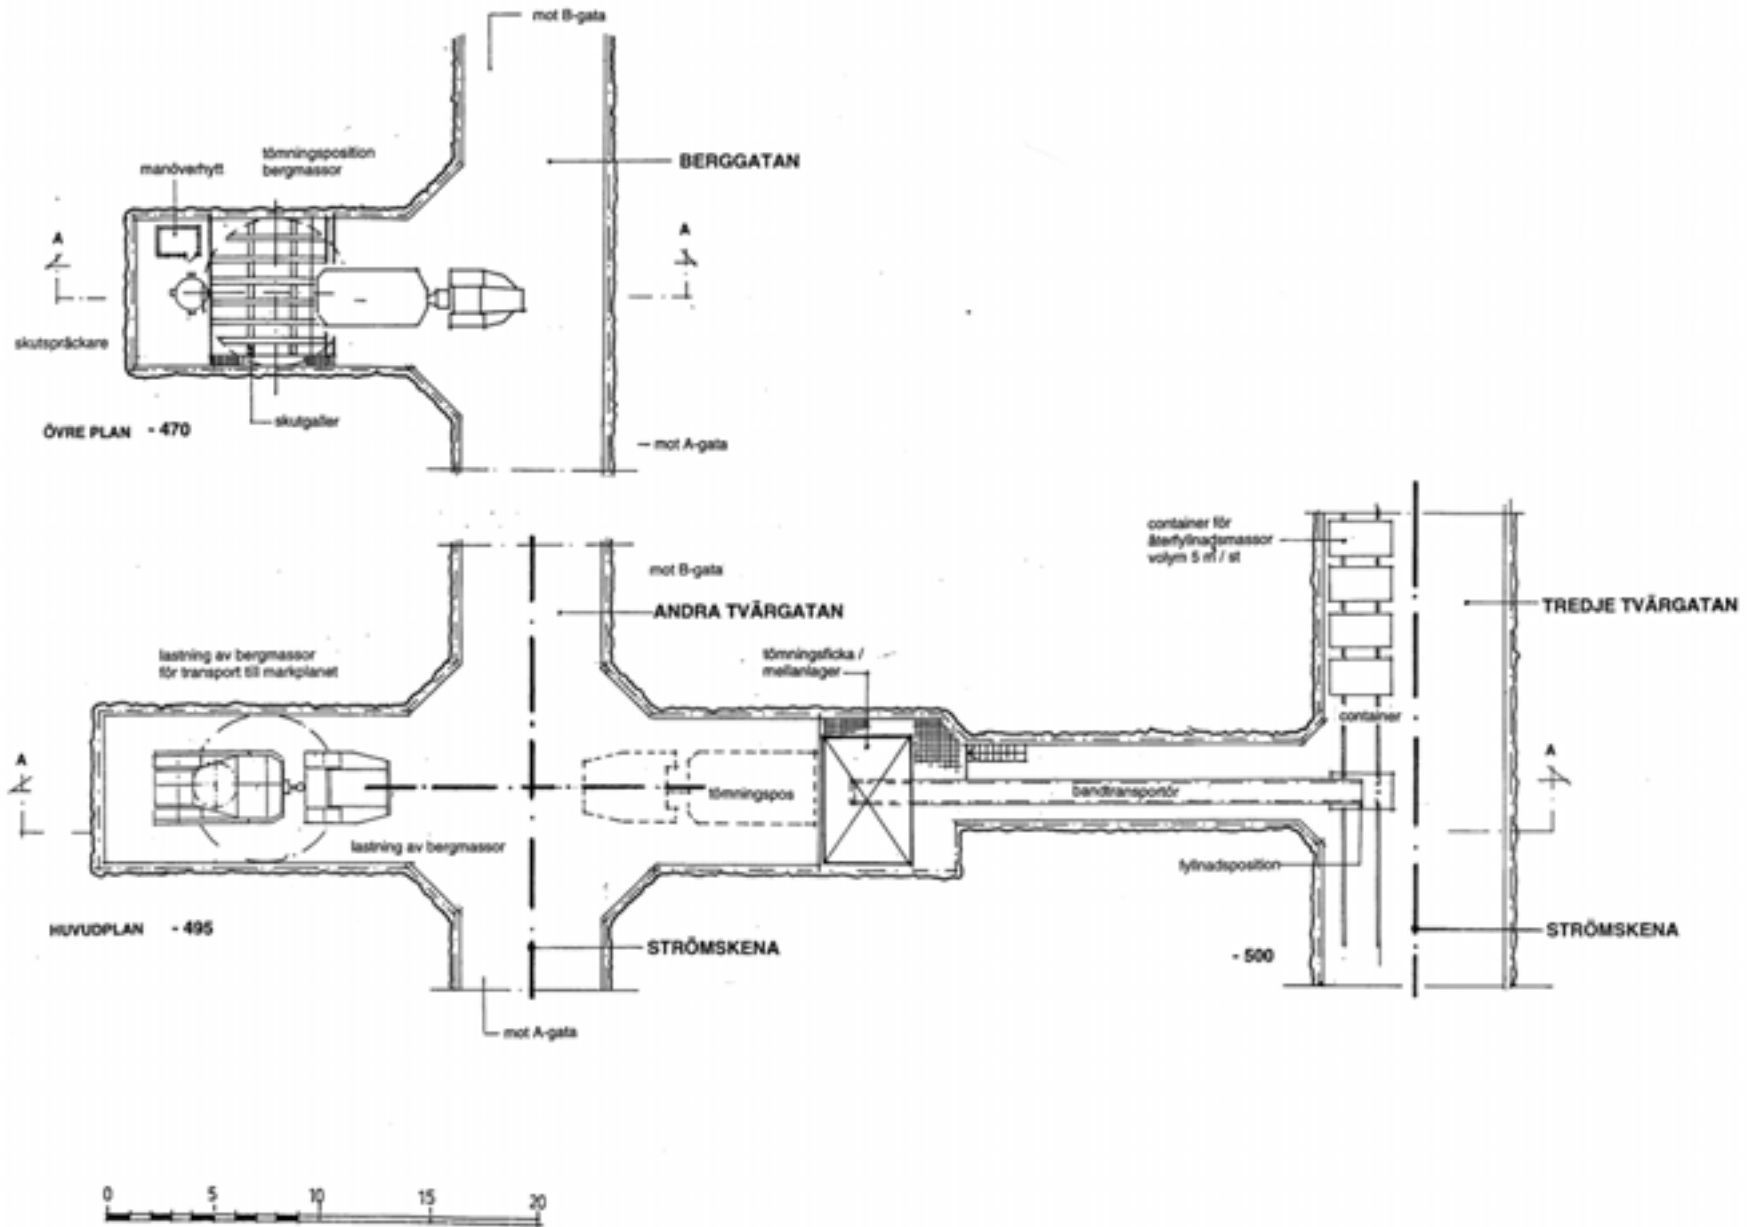 mot B-gata
tömningsposition
bergmassor
manöverhytt
BERGGATAN
A
A
skutspräckare
skutgaller
ÖVRE PLAN - 470
mot A-gata
container för
återfyllnadsmassor
volym 5 m³ / st
mot B-gata
ANDRA TVÄRGATAN
TREDJE TVÄRGATAN
lastning av bergmassor
för transport till markplanet
tömningsficka /
mellanlager
container
A
A
tömningspos
bandtransportör
lastning av bergmassor
fyllnadsposition
HUVUDPLAN - 495
STRÖMSKENA
STRÖMSKENA
- 500
mot A-gata
0 5 10 15 20